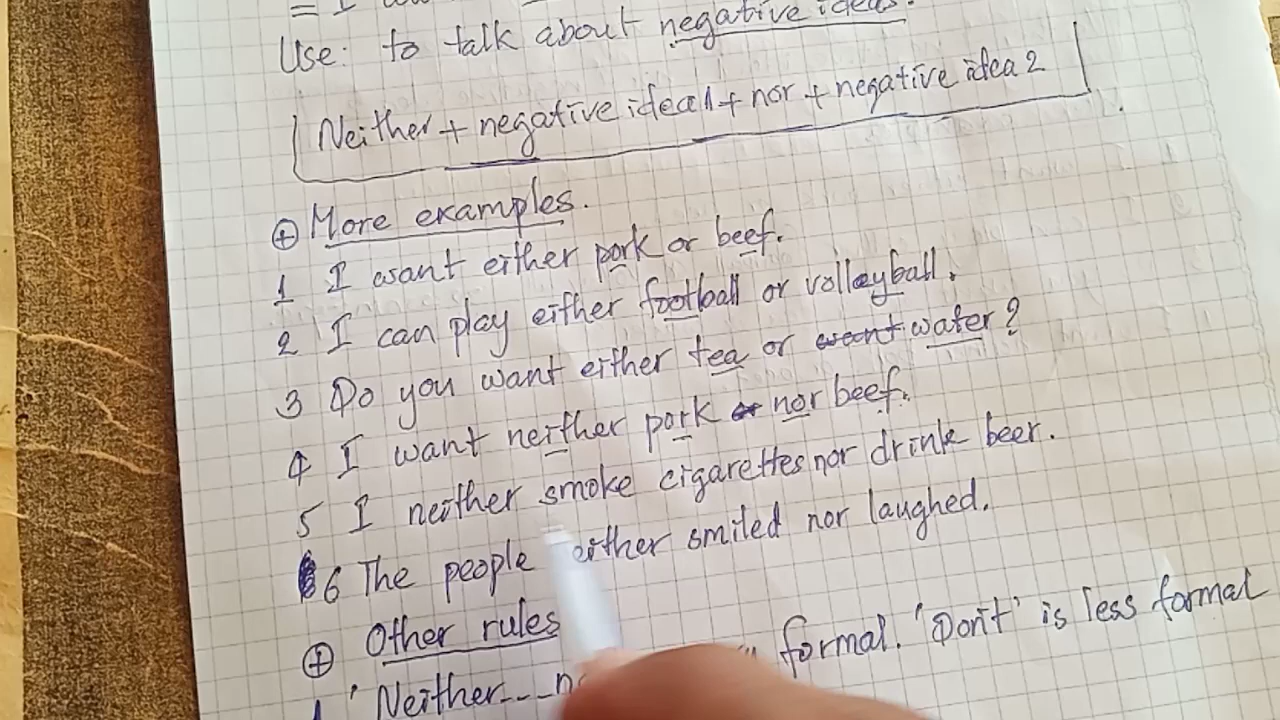 = I
Use: to talk about negative ideas.
Neither + negative idea 1 + nor + negative idea 2
⊕ More examples.
1 I want either pork or beef.
2 I can play either football or volleyball.
3 Do you want either tea or want water?
4 I want neither pork or nor beef.
5 I neither smoke cigarettes nor drink beer.
6 The people either smiled nor laughed.
⊕ Other rules
1 'Neither... formal. 'Don't' is less formal